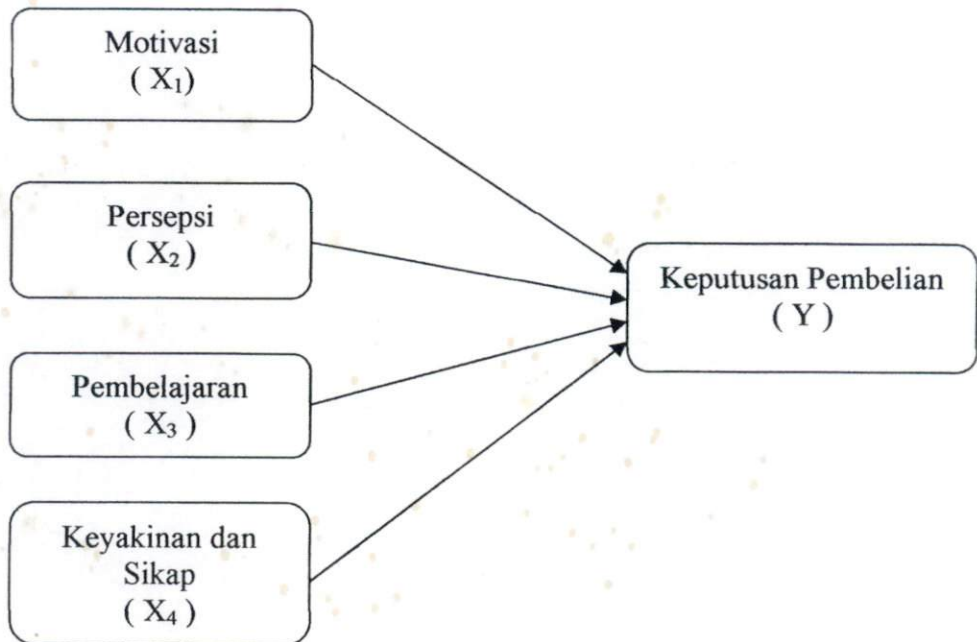 Motivasi
( X₁)
Persepsi
( X₂ )
Pembelajaran
( X₃ )
Keyakinan dan
Sikap
( X₄ )
Keputusan Pembelian
( Y )